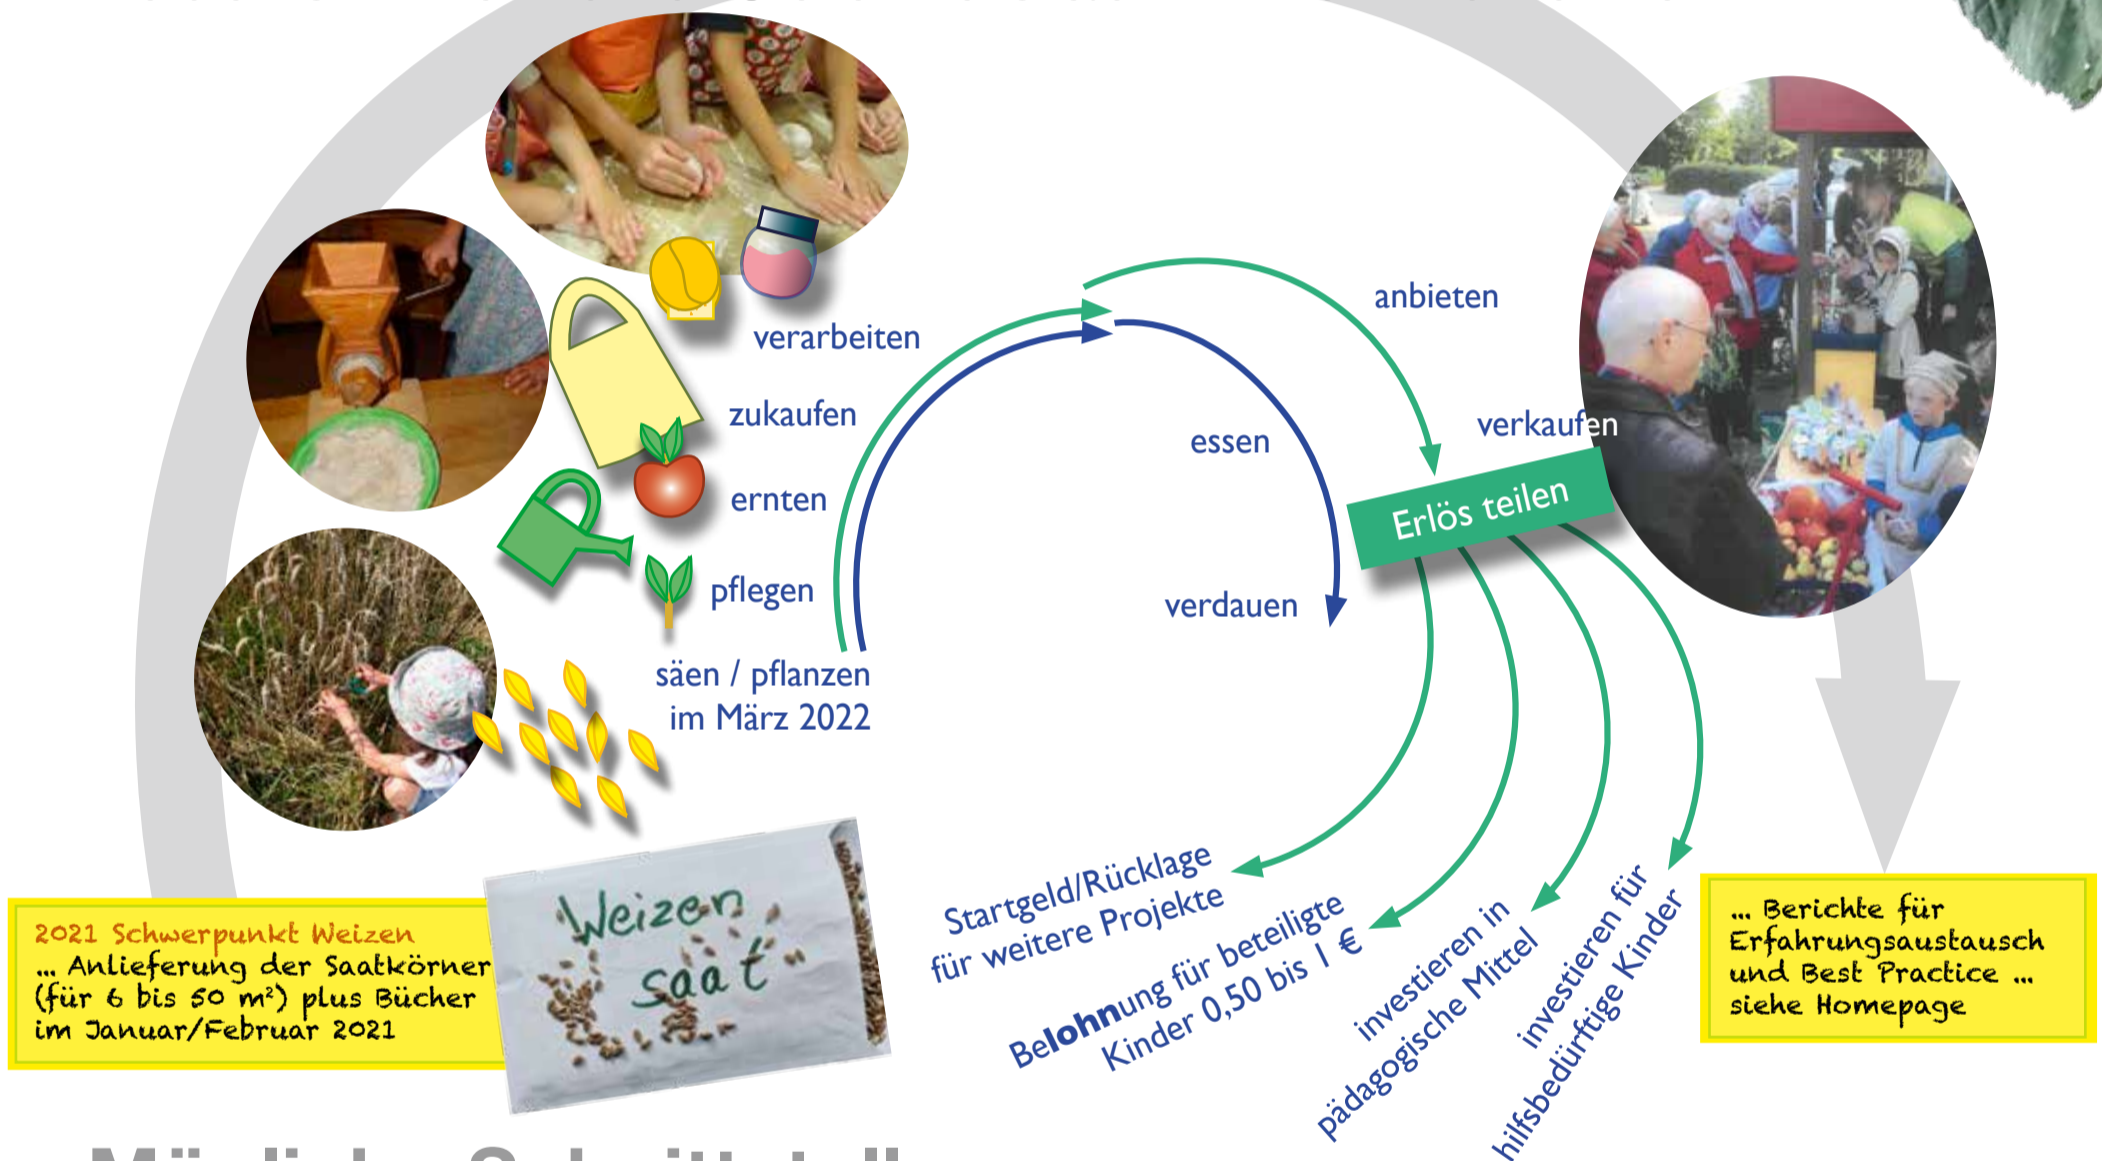 verarbeiten
zukaufen
ernten
pflegen
säen / pflanzen
im März 2022
anbieten
verkaufen
essen
verdauen
Erlös teilen
Startgeld/Rücklage
für weitere Projekte
Belohnung für beteiligte
Kinder 0,50 bis 1 €
investieren in
pädagogische Mittel
investieren für
hilfsbedürftige Kinder
2021 Schwerpunkt Weizen
... Anlieferung der Saatkörner
(für 6 bis 50 m²) plus Bücher
im Januar/Februar 2021
Weizen
saat
... Berichte für
Erfahrungsaustausch
und Best Practice ...
siehe Homepage